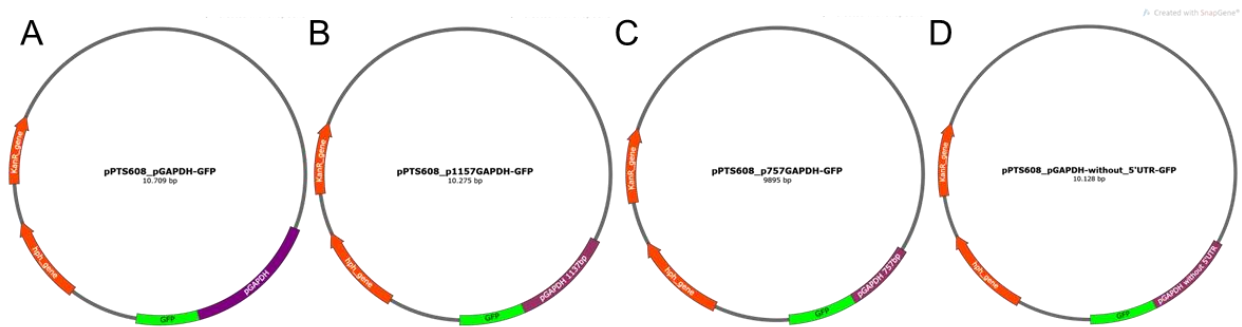 Created with SnapGene®
A
B
C
D
KanR_gene
hph_gene
GFP
pGAPDH
pPTS608_pGAPDH-GFP
10.709 bp
KanR_gene
hph_gene
GFP
pGAPDH 1137bp
pPTS608_p1157GAPDH-GFP
10.275 bp
KanR_gene
hph_gene
GFP
pGAPDH 757bp
pPTS608_p757GAPDH-GFP
9895 bp
KanR_gene
hph_gene
GFP
pGAPDH without 5'UTR
pPTS608_pGAPDH-without_5'UTR-GFP
10.128 bp